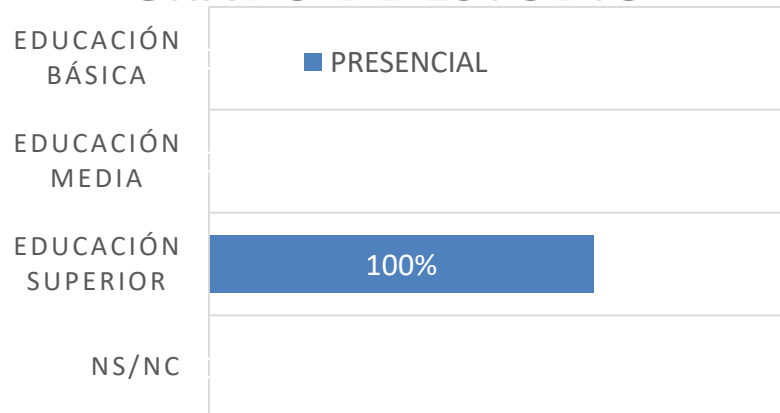 EDUCACIÓN
BÁSICA
PRESENCIAL
EDUCACIÓN
MEDIA
EDUCACIÓN
SUPERIOR
100%
NS/NC